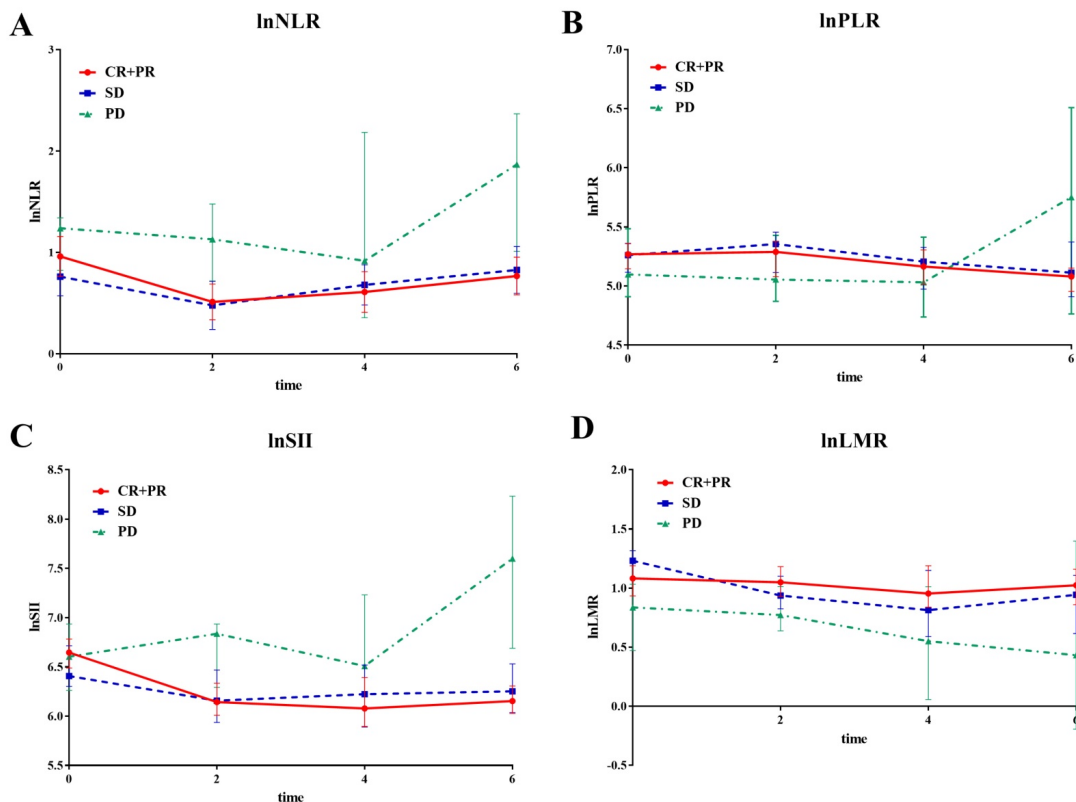 A
lnNLR
3
2
1
0
lnNLR
CR+PR
SD
PD
0
2
4
6
time
B
lnPLR
7.0
6.5
6.0
5.5
5.0
4.5
lnPLR
CR+PR
SD
PD
0
2
4
6
time
C
lnSII
8.5
8.0
7.5
7.0
6.5
6.0
5.5
lnSII
CR+PR
SD
PD
0
2
4
6
time
D
lnLMR
2.0
1.5
1.0
0.5
0.0
-0.5
lnLMR
CR+PR
SD
PD
2
4
6
time